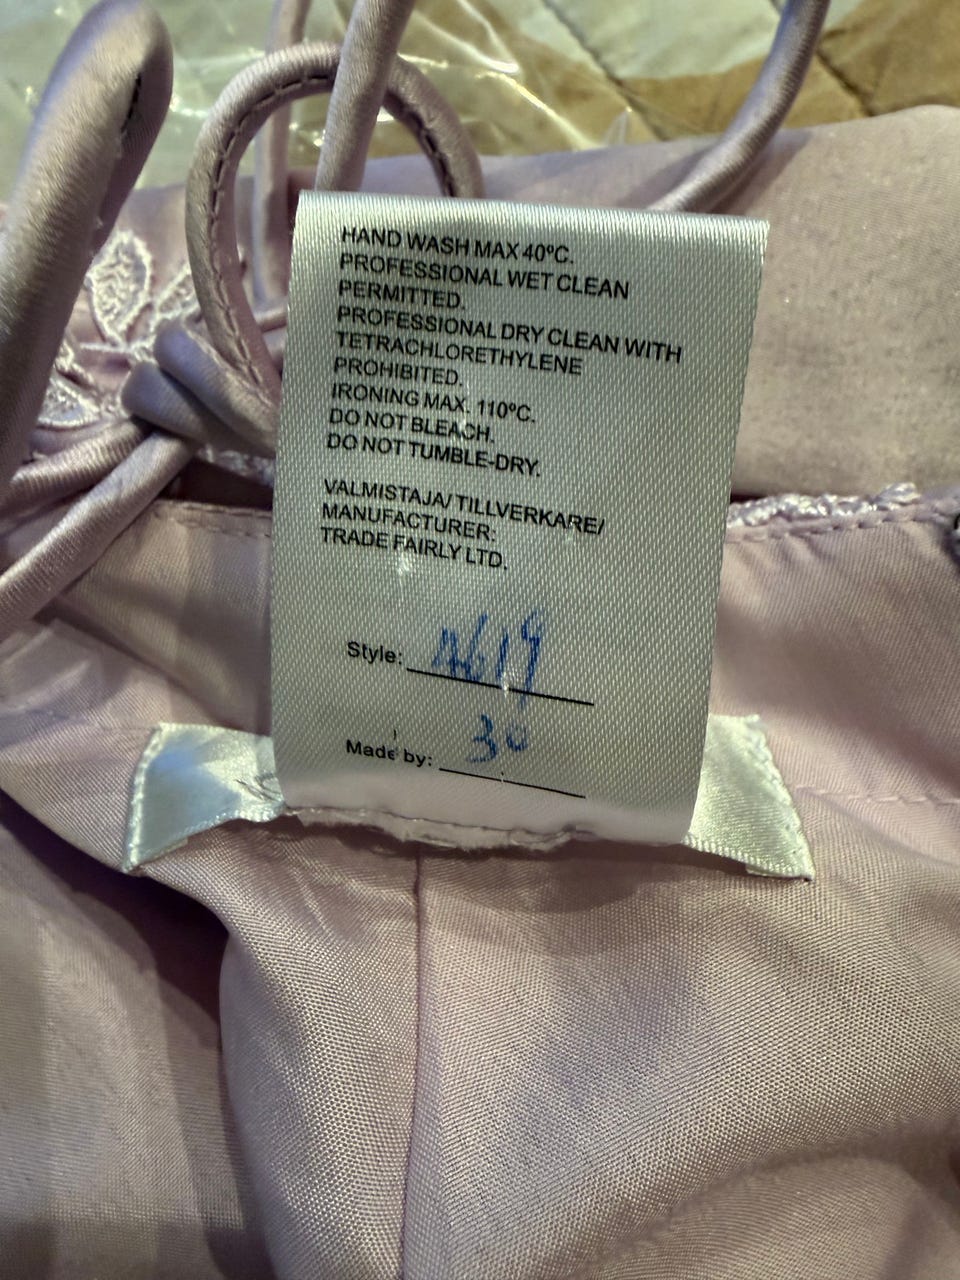 HAND WASH MAX 40ºC.
PROFESSIONAL WET CLEAN
PERMITTED.
PROFESSIONAL DRY CLEAN WITH
TETRACHLORETHYLENE
PROHIBITED.
IRONING MAX. 110ºC.
DO NOT BLEACH.
DO NOT TUMBLE-DRY.
VALMISTAJA/ TILLVERKARE/
MANUFACTURER:
TRADE FAIRLY LTD.
Style:
Made by: 30